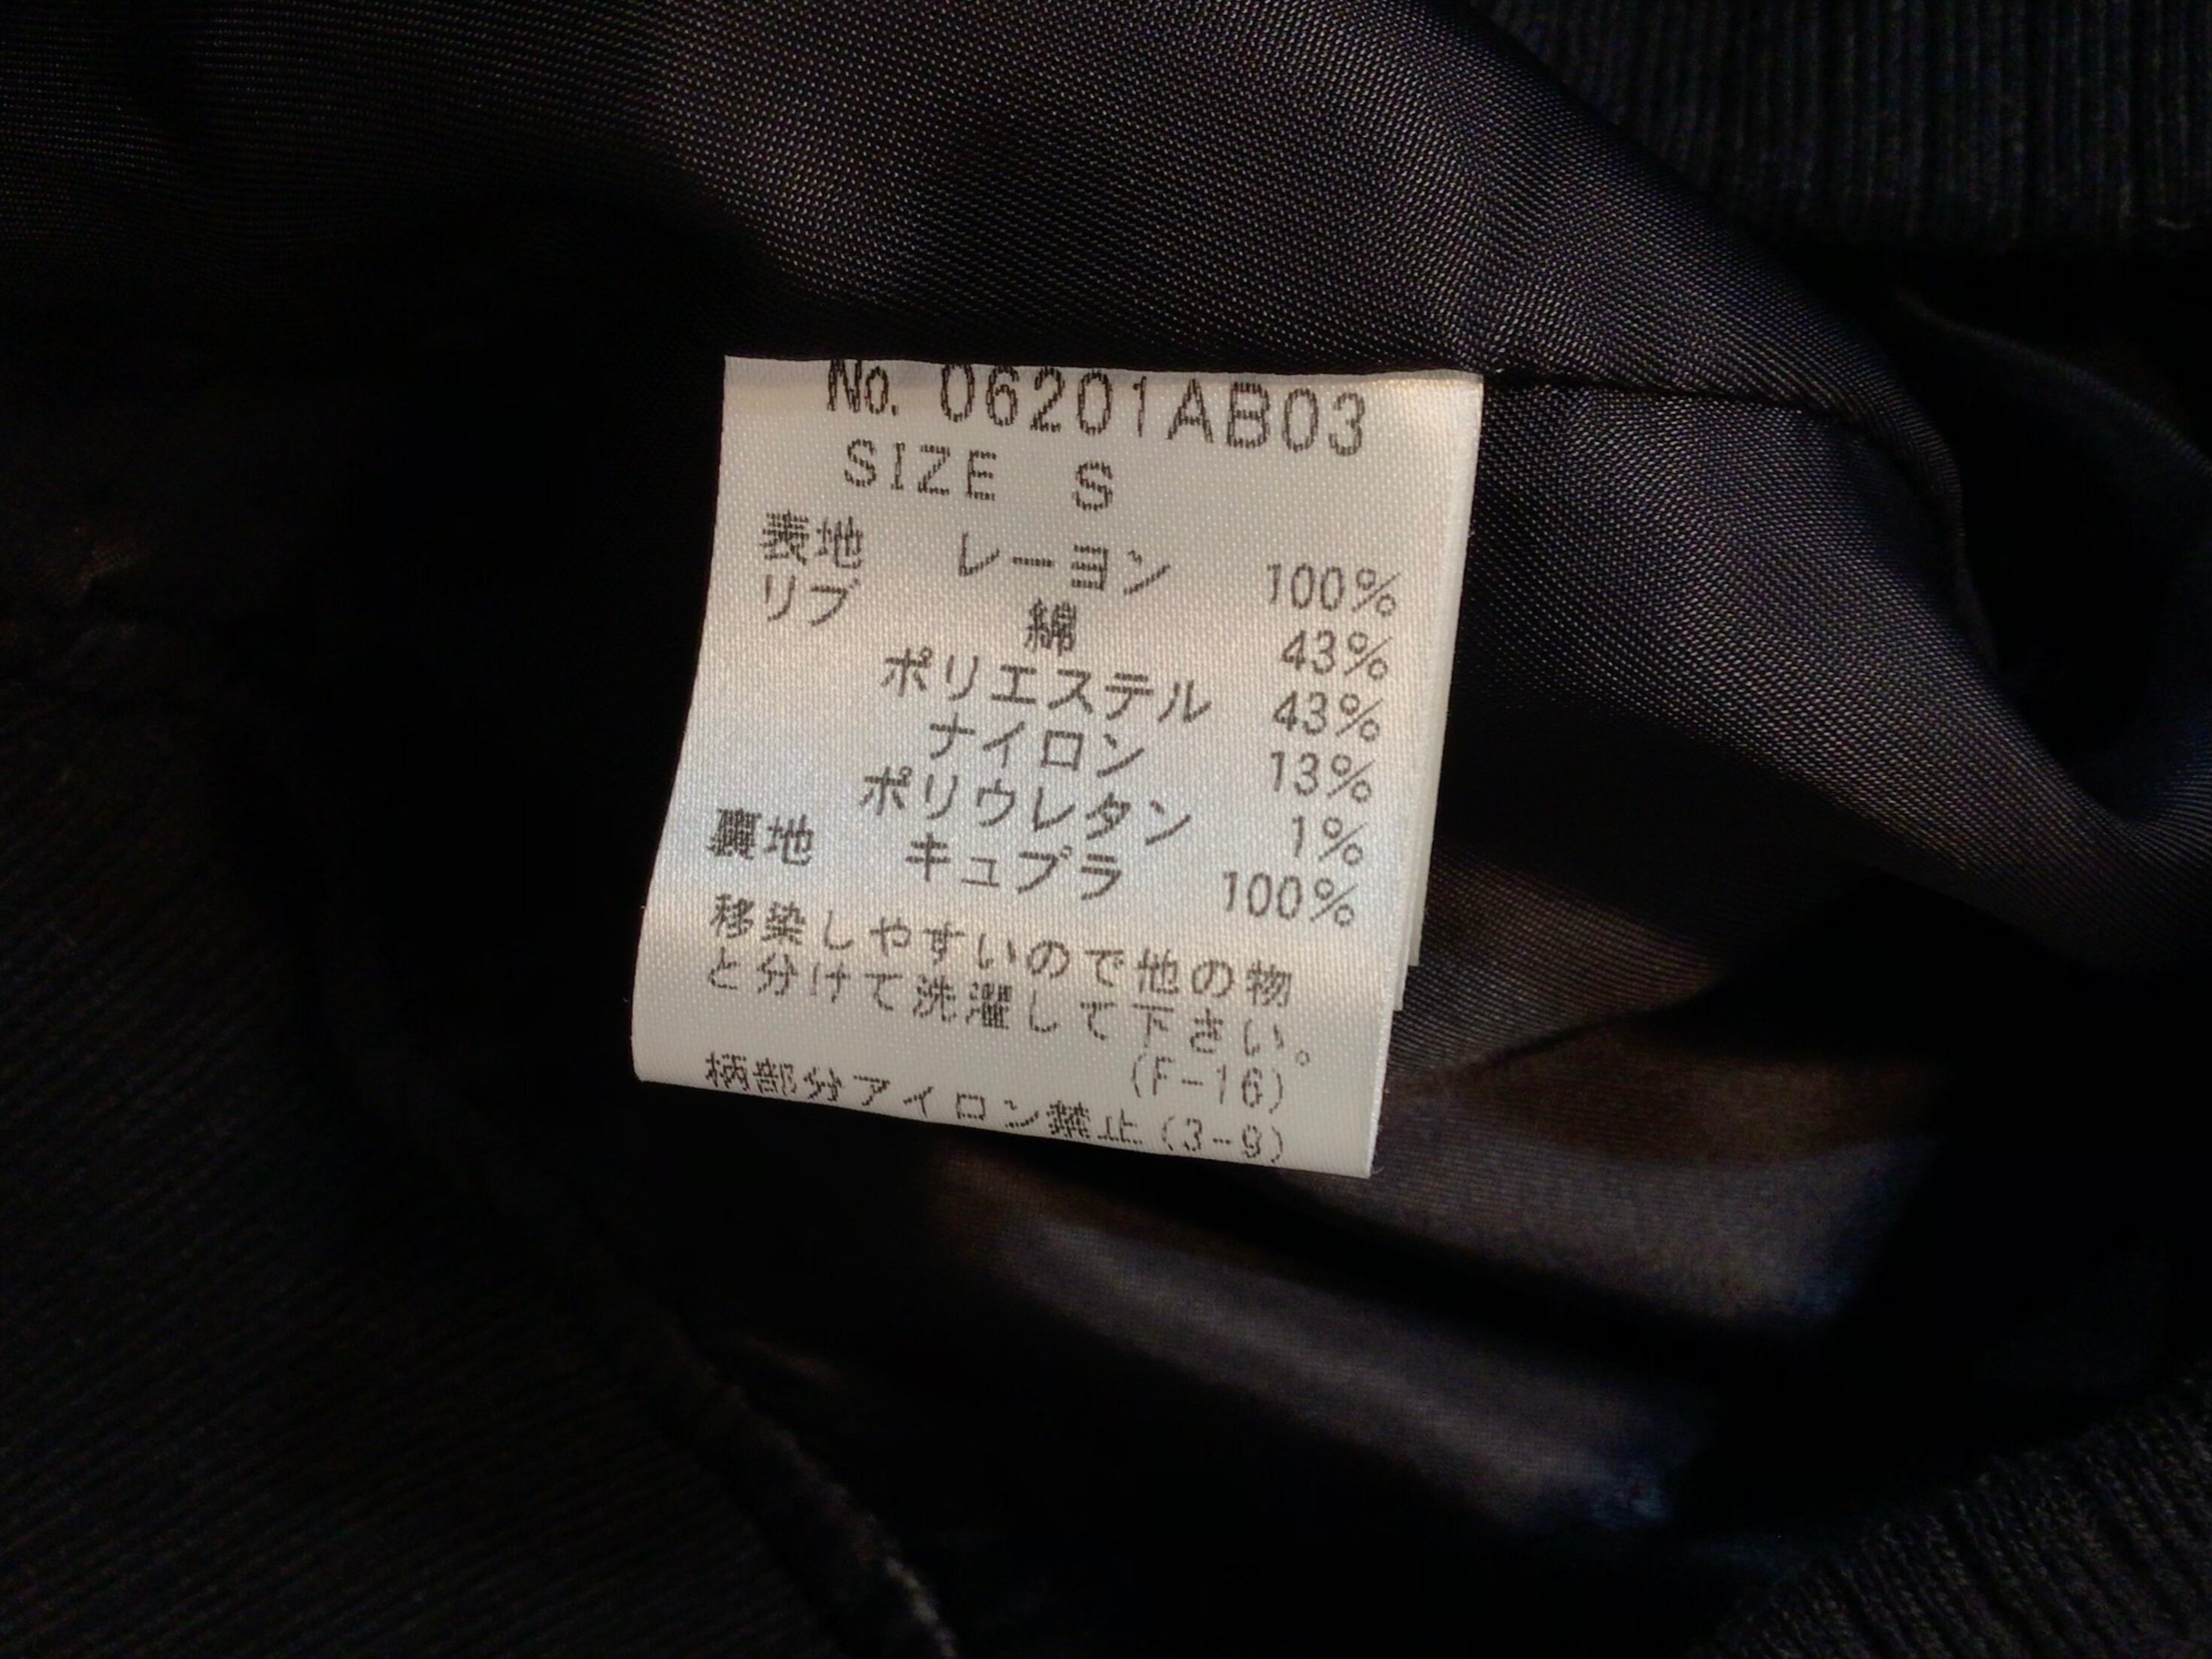 No. 06201AB03
SIZE S
表地 レーヨン 100%
リブ 綿 43%
ポリエステル 43%
ナイロン 13%
ポリウレタン 1%
裏地 キュプラ 100%
移染しやすいので他の物
と分けて洗濯して下さい。
(F-16)
柄部分アイロン禁止(3-9)